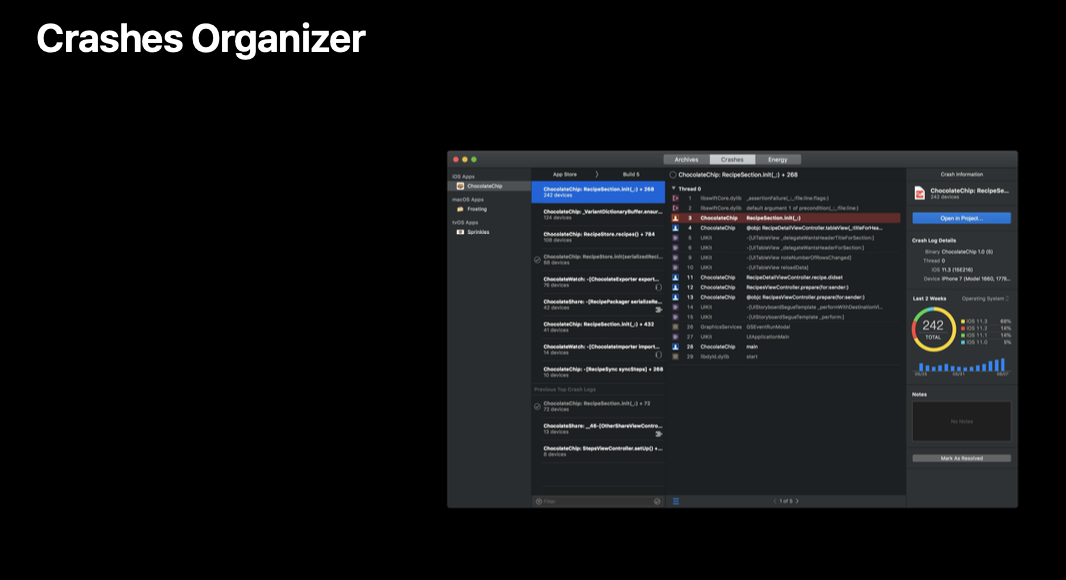 Crashes Organizer
Archives Crashes Energy
iOS Apps
ChocolateChip
macOS Apps
Frosting
tvOS Apps
Sprinkles
App Store 〉 Build 5
ChocolateChip: RecipeSection.init(_:) + 268
242 devices
ChocolateChip: _VariantDictionaryBuffer.ensur...
124 devices
ChocolateChip: RecipeStore.recipes() + 784
108 devices
ChocolateChip: RecipeStore.init(serializedReci...
88 devices
ChocolateWatch: -[ChocolateExporter export...
76 devices
ChocolateShare: -[RecipePackager serializeRe...
42 devices
ChocolateChip: RecipeSection.init(_:) + 432
41 devices
ChocolateWatch: -[ChocolateImporter import...
14 devices
ChocolateChip: -[RecipeSync syncSteps] + 268
10 devices
Previous Top Crash Logs
ChocolateChip: RecipeSection.init(_:) + 72
72 devices
ChocolateShare: __46-[OtherShareViewContro...
13 devices
ChocolateChip: StepsViewController.setUp() +...
8 devices
Filter
ChocolateChip: RecipeSection.init(_:) + 268
Thread 0
1 libswiftCore.dylib _assertionFailure(_:_:file:line:flags:)
2 libswiftCore.dylib default argument 1 of precondition(_:_:file:line:)
3 ChocolateChip RecipeSection.init(_:)
4 ChocolateChip @objc RecipeDetailViewController.tableView(_:titleForHea...
5 UIKit -[UITableView _delegateWantsHeaderTitleForSection:]
6 UIKit -[UITableView _delegateWantsHeaderForSection:]
9 UIKit -[UITableView noteNumberOfRowsChanged]
10 UIKit -[UITableView reloadData]
11 ChocolateChip RecipeDetailViewController.recipe.didset
12 ChocolateChip RecipesViewController.prepare(for:sender:)
13 ChocolateChip @objc RecipesViewController.prepare(for:sender:)
14 UIKit -[UIStoryboardSegueTemplate _performWithDestinationVi...
15 UIKit -[UIStoryboardSegueTemplate _perform:]
26 GraphicsServices GSEventRunModal
27 UIKit UIApplicationMain
28 ChocolateChip main
29 libdyld.dylib start
1 of 5
Crash Information
ChocolateChip: RecipeSe...
242 devices
Open in Project...
Crash Log Details
Binary ChocolateChip 1.0 (5)
Thread 0
iOS 11.3 (15E216)
Device iPhone 7 (Model 1660, 1776...
Last 2 Weeks Operating System
242
TOTAL
iOS 11.3
iOS 11.2
iOS 11.1
iOS 11.0
Notes
No Notes
Mark As Resolved